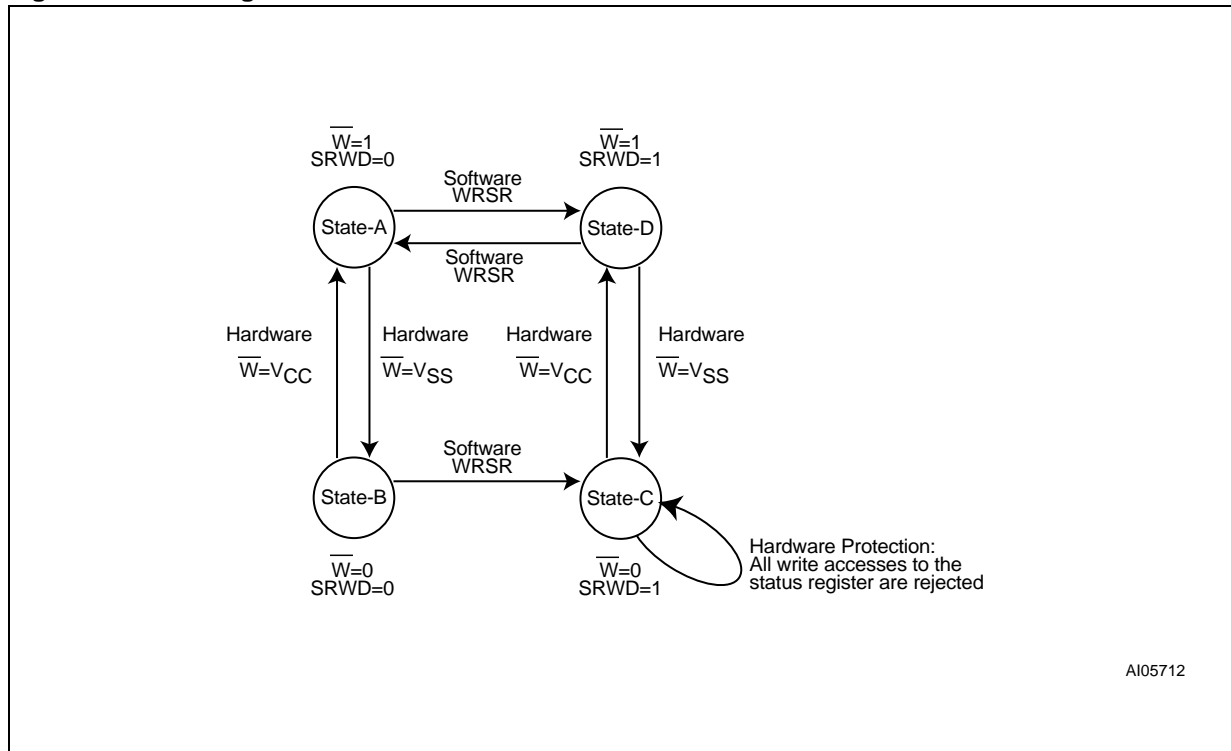 W̅=1
SRWD=0
W̅=1
SRWD=1
Software
WRSR
State-A
State-D
Software
WRSR
Hardware
W̅=VCC
Hardware
W̅=VSS
Hardware
W̅=VCC
Hardware
W̅=VSS
Software
WRSR
State-B
State-C
W̅=0
SRWD=0
W̅=0
SRWD=1
Hardware Protection:
All write accesses to the
status register are rejected
AI05712